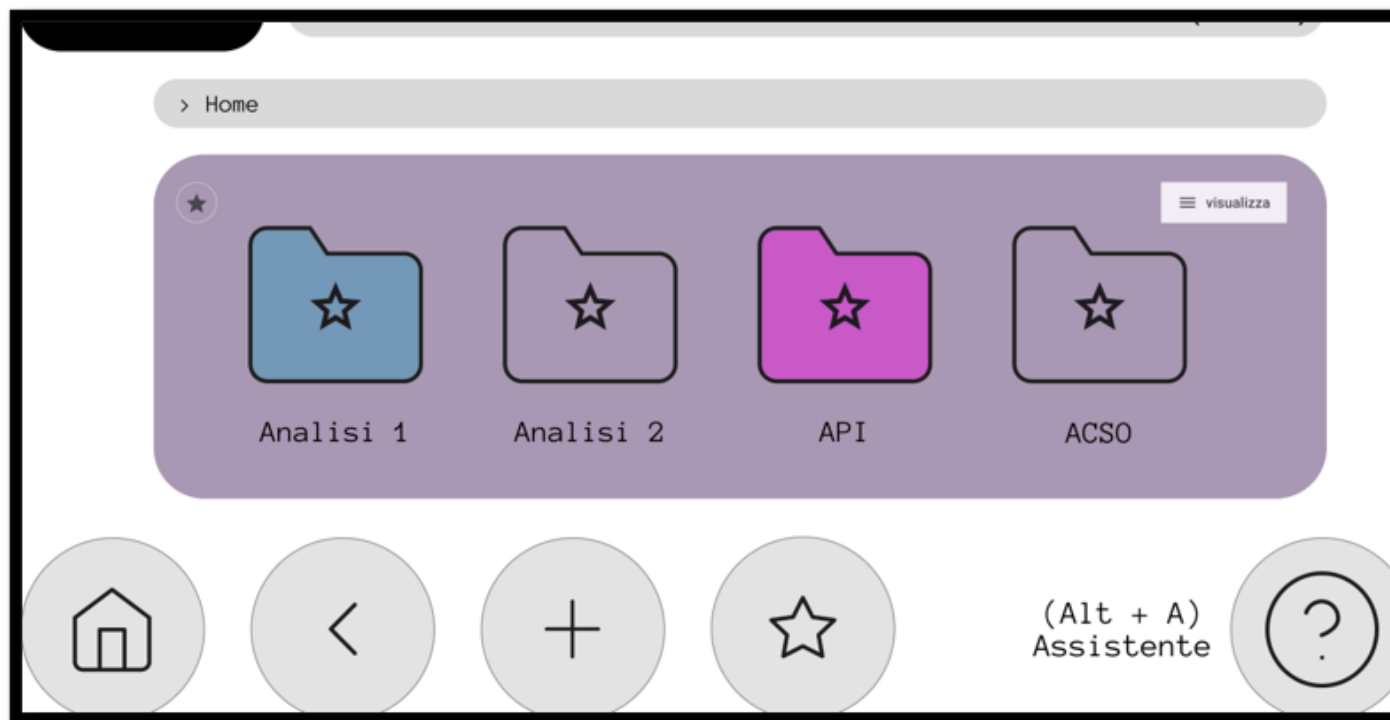 > Home
visualizza
Analisi 1
Analisi 2
API
ACSO
(Alt + A)
Assistente